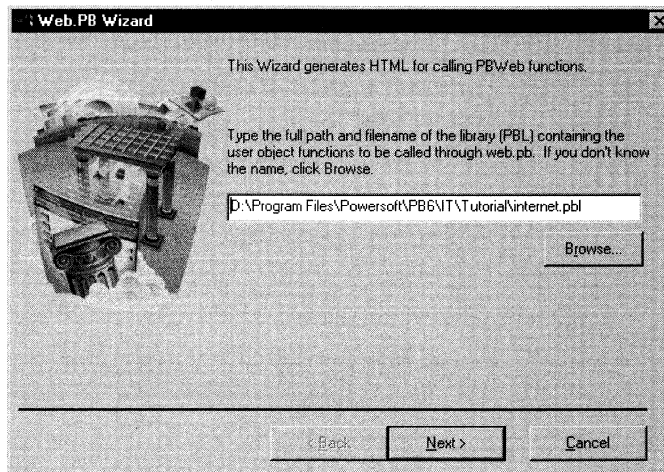 Web.PB Wizard
This Wizard generates HTML for calling PBWeb functions.
Type the full path and filename of the library (PBL) containing the
user object functions to be called through web.pb. If you don't know
the name, click Browse.
D:\Program Files\Powersoft\PB6\IT\Tutorial\internet.pbl
Browse...
< Back
Next >
Cancel